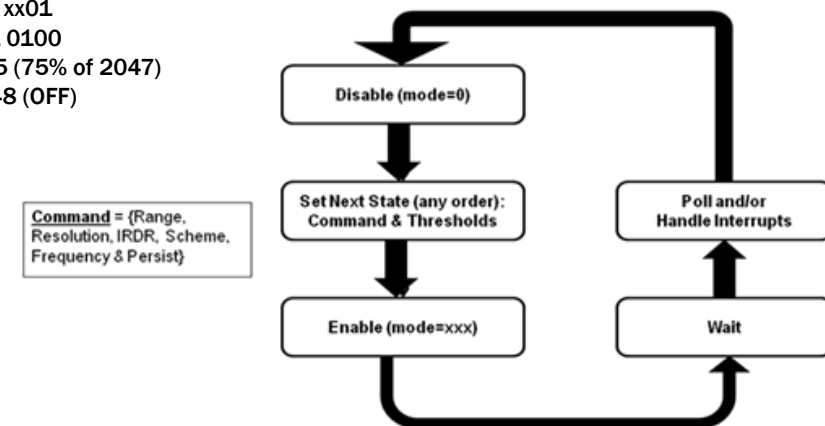 xx01
0100
5 (75% of 2047)
8 (OFF)
Disable (mode=0)
Set Next State (any order):
Command & Thresholds
Enable (mode=xxx)
Command = {Range,
Resolution, IRDR, Scheme,
Frequency & Persist}
Poll and/or
Handle Interrupts
Wait